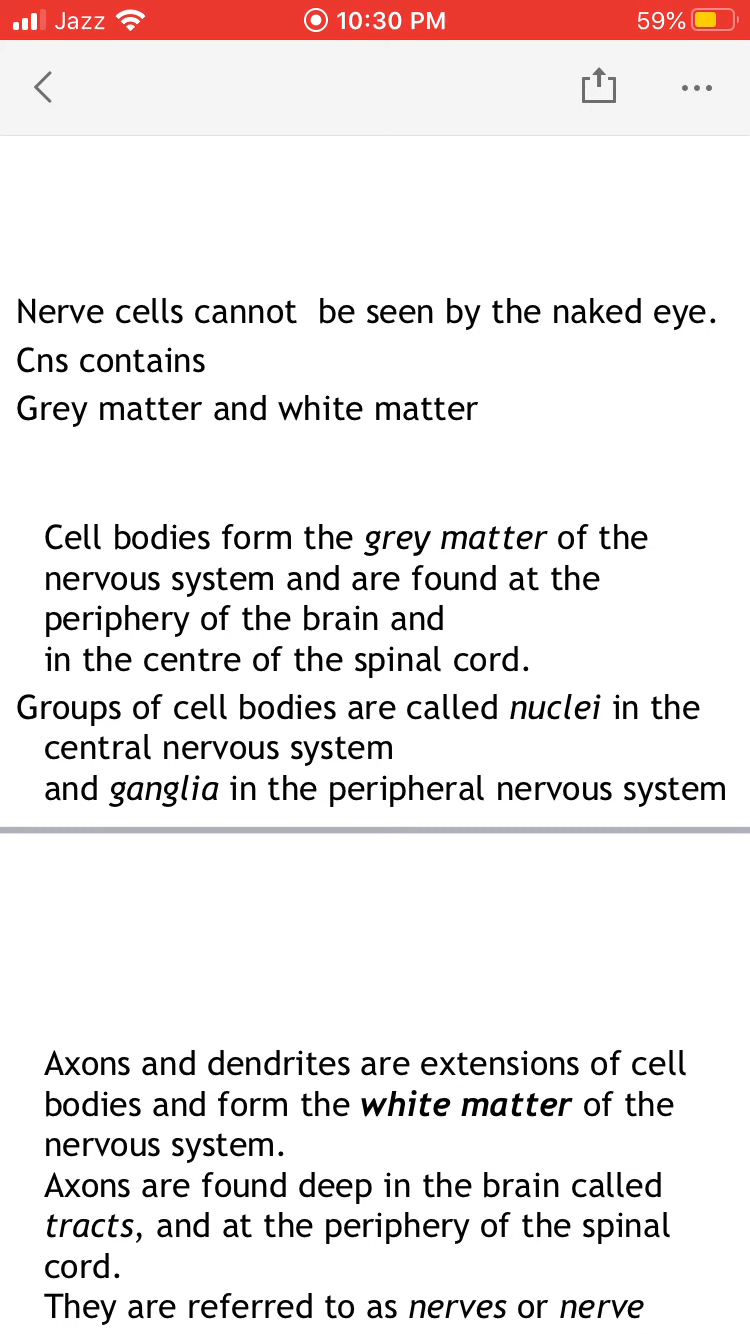 Jazz 10:30 PM 59%
Nerve cells cannot be seen by the naked eye.
Cns contains
Grey matter and white matter
Cell bodies form the grey matter of the
nervous system and are found at the
periphery of the brain and
in the centre of the spinal cord.
Groups of cell bodies are called nuclei in the
central nervous system
and ganglia in the peripheral nervous system
Axons and dendrites are extensions of cell
bodies and form the white matter of the
nervous system.
Axons are found deep in the brain called
tracts, and at the periphery of the spinal
cord.
They are referred to as nerves or nerve